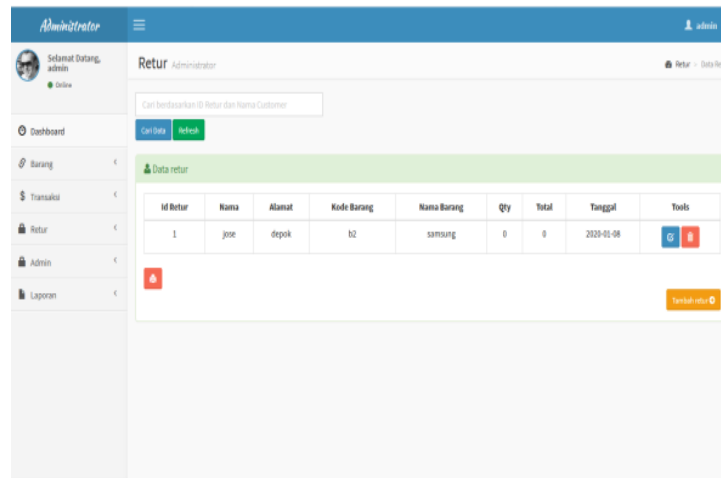 Administrator
admin
Selamat Datang,
admin
Online
Retur Administrator
Retur > Data Re
Cari berdasarkan ID Retur dan Nama Customer
Cari Data Refresh
Dashboard
Barang
Transaksi
Retur
Admin
Laporan
Data retur
Id Retur Nama Alamat Kode Barang Nama Barang Qty Total Tanggal Tools
1 jose depok b2 samsung 0 0 2020-01-08
Tambah retur